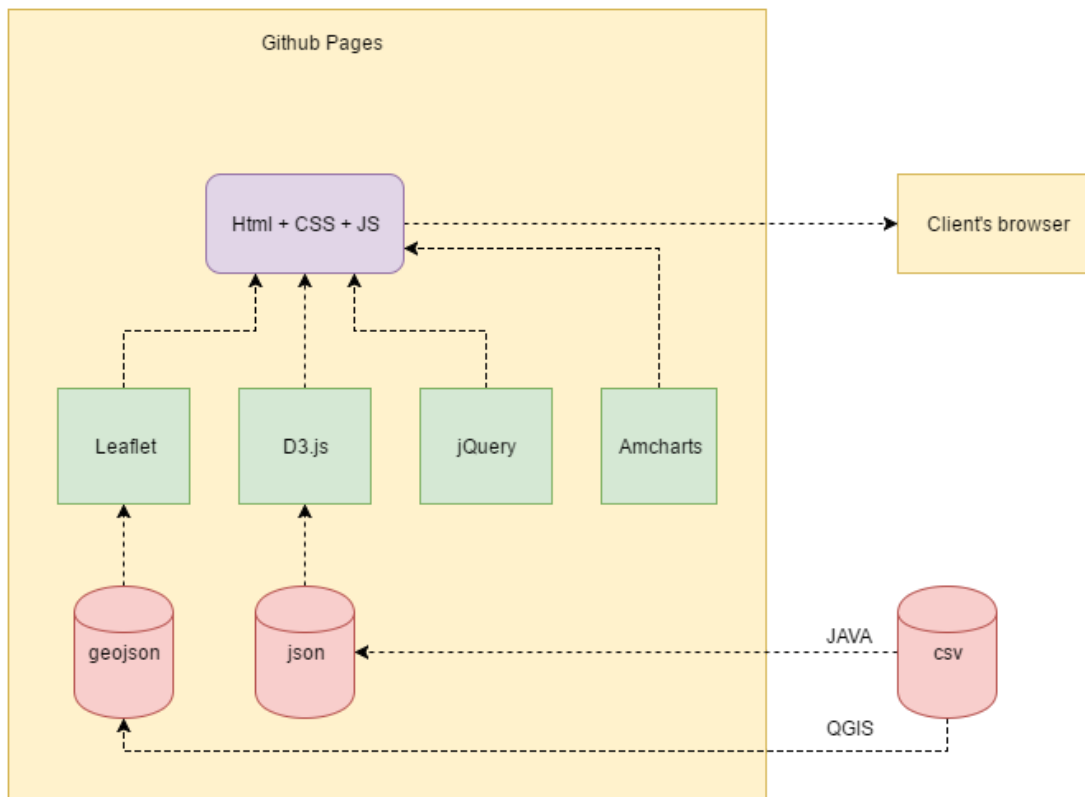 Github Pages
Html + CSS + JS
Client's browser
Leaflet
D3.js
jQuery
Amcharts
JAVA
geojson
json
csv
QGIS